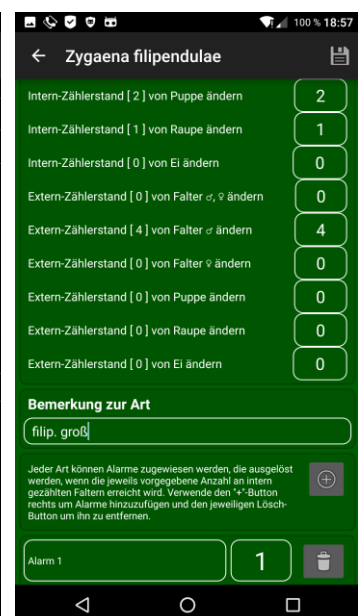 100 % 18:57
Zygaena filipendulae
Intern-Zählerstand [ 2 ] von Puppe ändern 2
Intern-Zählerstand [ 1 ] von Raupe ändern 1
Intern-Zählerstand [ 0 ] von Ei ändern 0
Extern-Zählerstand [ 0 ] von Falter ♂, ♀ ändern 0
Extern-Zählerstand [ 4 ] von Falter ♂ ändern 4
Extern-Zählerstand [ 0 ] von Falter ♀ ändern 0
Extern-Zählerstand [ 0 ] von Puppe ändern 0
Extern-Zählerstand [ 0 ] von Raupe ändern 0
Extern-Zählerstand [ 0 ] von Ei ändern 0
Bemerkung zur Art
filip. groß
Jeder Art können Alarme zugewiesen werden, die ausgelöst
werden, wenn die jeweils vorgegebene Anzahl an intern
gezählten Faltern erreicht wird. Verwende den "+"-Button
rechts um Alarme hinzuzufügen und den jeweiligen Lösch-
Button um ihn zu entfernen.
Alarm 1 1